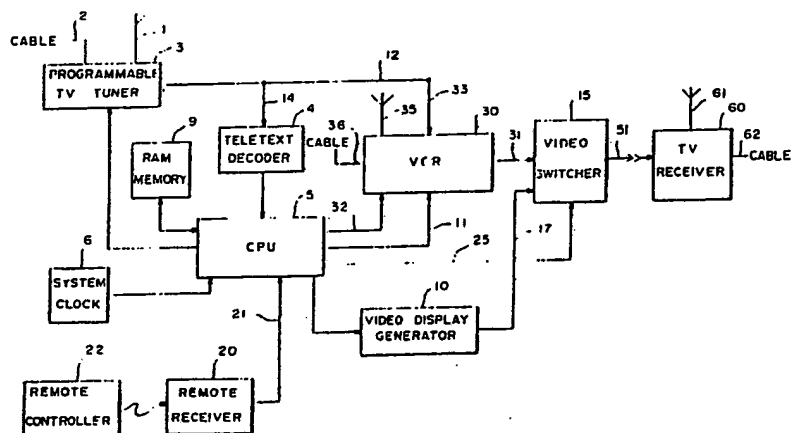 2
1
CABLE
3
PROGRAMMABLE
TV TUNER
12
14
33
15
61
60
9
4
36
35
30
RAM
MEMORY
TELETEXT
DECODER
CABLE
VCR
31
VIDEO
SWITCHER
51
TV
RECEIVER
62
CABLE
5
32
11
17
6
CPU
25
SYSTEM
CLOCK
10
21
VIDEO DISPLAY
GENERATOR
22
20
REMOTE
CONTROLLER
REMOTE
RECEIVER